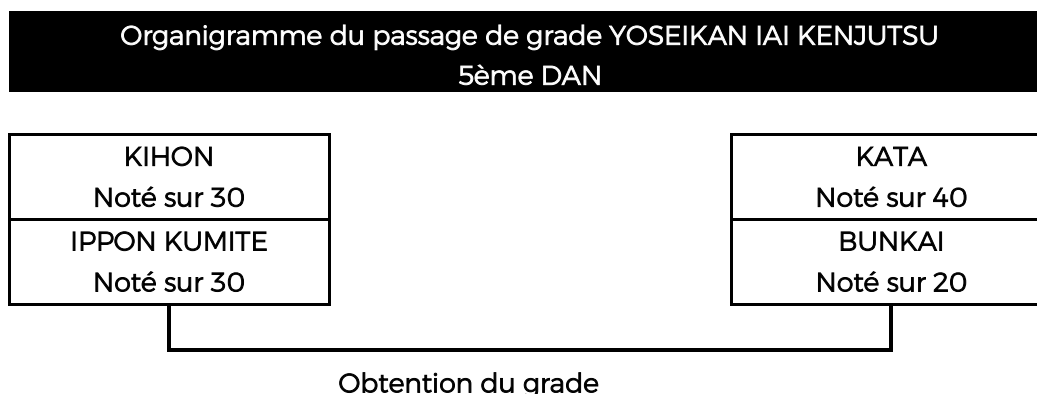 Organigramme du passage de grade YOSEIKAN IAI KENJUTSU
5ème DAN
KIHON
Noté sur 30
IPPON KUMITE
Noté sur 30
KATA
Noté sur 40
BUNKAI
Noté sur 20
Obtention du grade